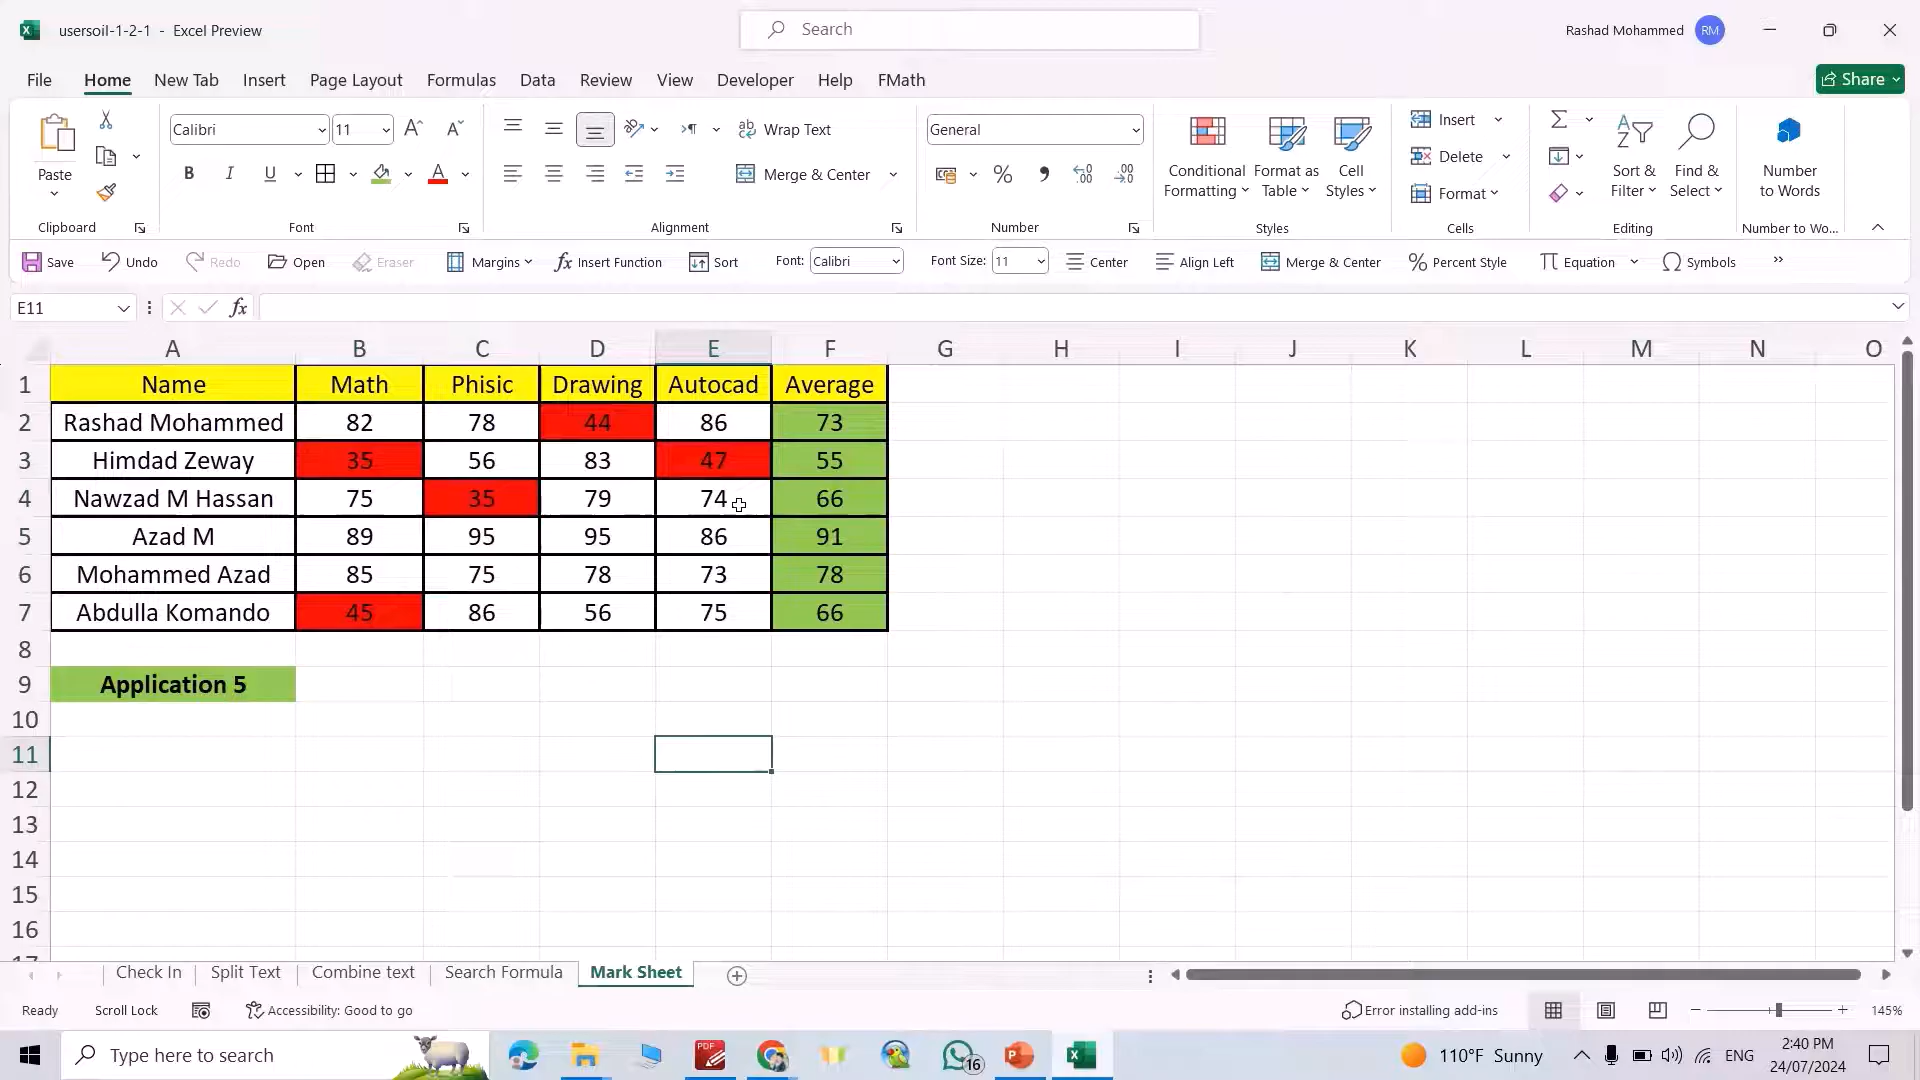 usersoil-1-2-1 - Excel Preview
Search
Rashad Mohammed RM
File Home New Tab Insert Page Layout Formulas Data Review View Developer Help FMath
Share
Paste
Calibri 11
Wrap Text
Merge & Center
General
Conditional Formatting
Format as Table
Cell Styles
Insert
Delete
Format
Sort & Filter
Find & Select
Number to Words
Clipboard Font Alignment Number Styles Cells Editing Number to Wo...
Save Undo Redo Open Eraser Margins Insert Function Sort Font: Calibri Font Size: 11 Center Align Left Merge & Center Percent Style Equation Symbols
E11 fx
A B C D E F G H I J K L M N O
1 Name Math Phisic Drawing Autocad Average
2 Rashad Mohammed 82 78 44 86 73
3 Himdad Zeway 35 56 83 47 55
4 Nawzad M Hassan 75 35 79 74 66
5 Azad M 89 95 95 86 91
6 Mohammed Azad 85 75 78 73 78
7 Abdulla Komando 45 86 56 75 66
8
9 Application 5
10
11
12
13
14
15
16
17
Check In Split Text Combine text Search Formula Mark Sheet
Ready Scroll Lock Accessibility: Good to go Error installing add-ins 145%
Type here to search
16
110°F Sunny
ENG
2:40 PM
24/07/2024